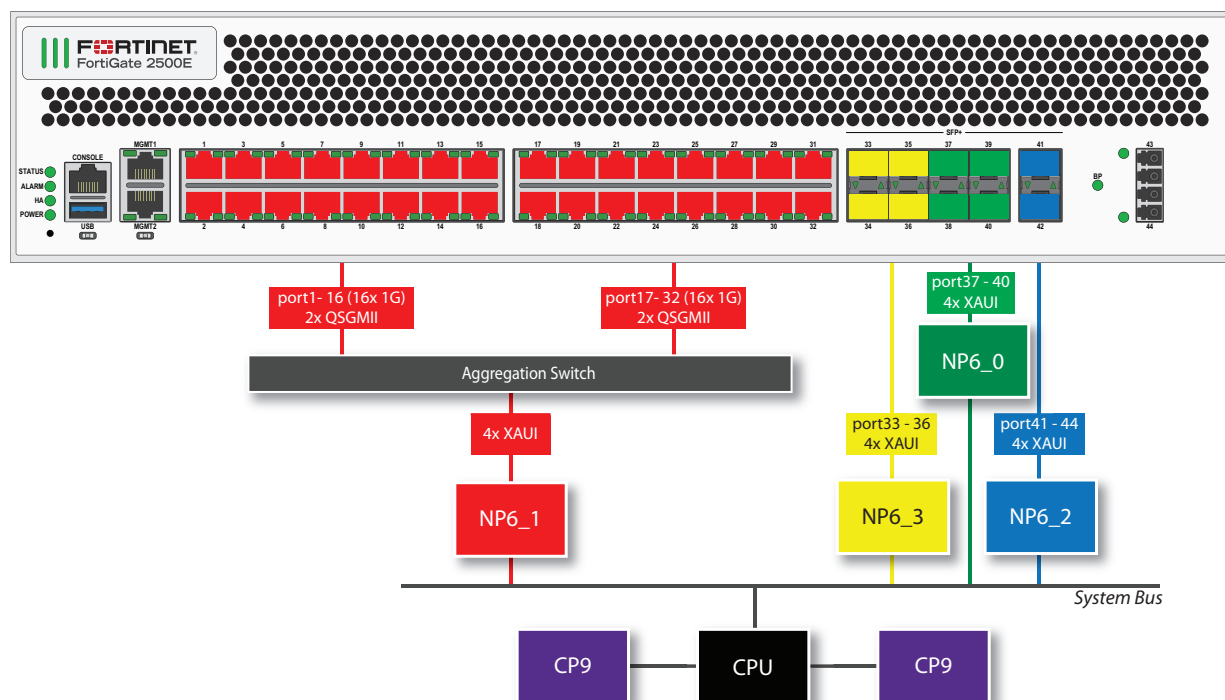 FORTINET
FortiGate 2500E
SFP+
CONSOLE
MGMT1
1 3 5 7 9 11 13 15
17 19 21 23 25 27 29 31
33 35 37 39 41 43
STATUS
ALARM
HA
POWER
BP
USB
MGMT2
2 4 6 8 10 12 14 16
18 20 22 24 26 28 30 32
34 36 38 40 42 44
port1- 16 (16x 1G)
2x QSGMII
port17- 32 (16x 1G)
2x QSGMII
port37 - 40
4x XAUI
Aggregation Switch
NP6_0
4x XAUI
port33 - 36
4x XAUI
port41 - 44
4x XAUI
NP6_1
NP6_3
NP6_2
System Bus
CP9
CPU
CP9